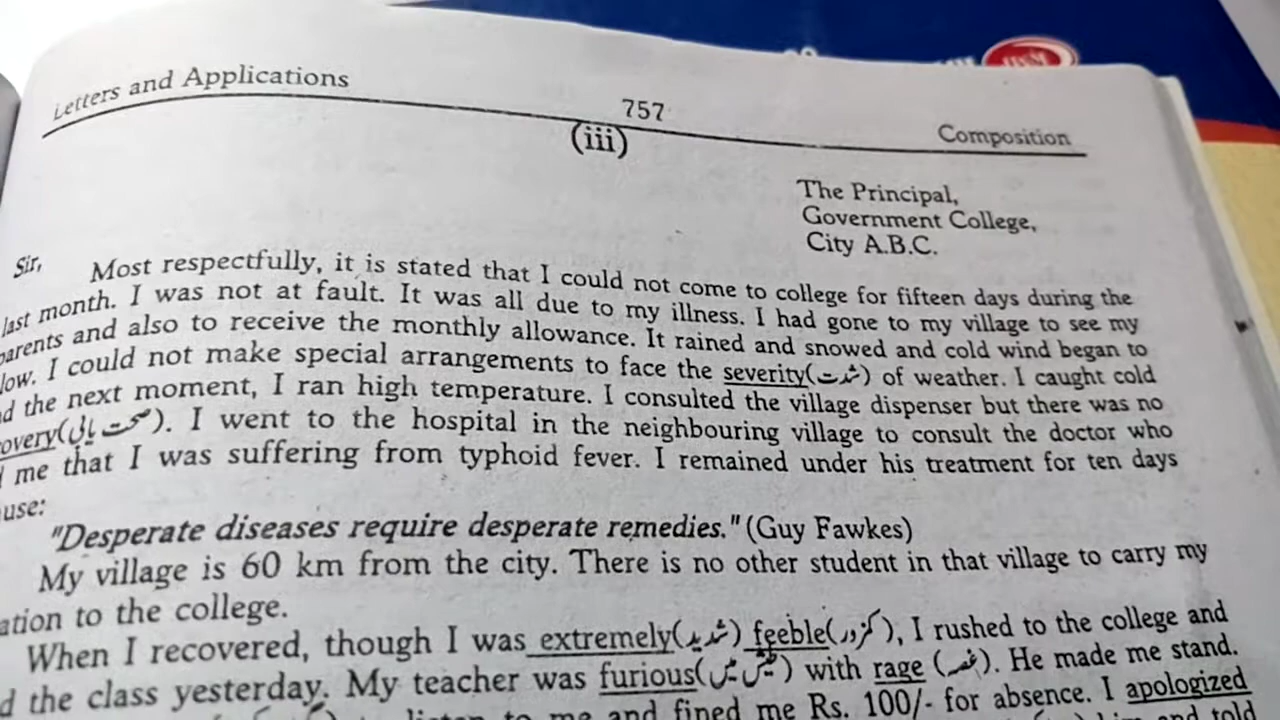 Letters and Applications 757 Composition
(iii)
The Principal,
Government College,
City A.B.C.
Sir,
Most respectfully, it is stated that I could not come to college for fifteen days during the
last month. I was not at fault. It was all due to my illness. I had gone to my village to see my
parents and also to receive the monthly allowance. It rained and snowed and cold wind began to
low. I could not make special arrangements to face the severity(شدت) of weather. I caught cold
d the next moment, I ran high temperature. I consulted the village dispenser but there was no
overy(صحت یابی). I went to the hospital in the neighbouring village to consult the doctor who
me that I was suffering from typhoid fever. I remained under his treatment for ten days
use:
"Desperate diseases require desperate remedies." (Guy Fawkes)
My village is 60 km from the city. There is no other student in that village to carry my
ation to the college.
When I recovered, though I was extremely(شدید) feeble(کمزور), I rushed to the college and
d the class yesterday. My teacher was furious( ) with rage (غصہ). He made me stand.
listen to me and fined me Rs. 100/- for absence. I apologized
him and told